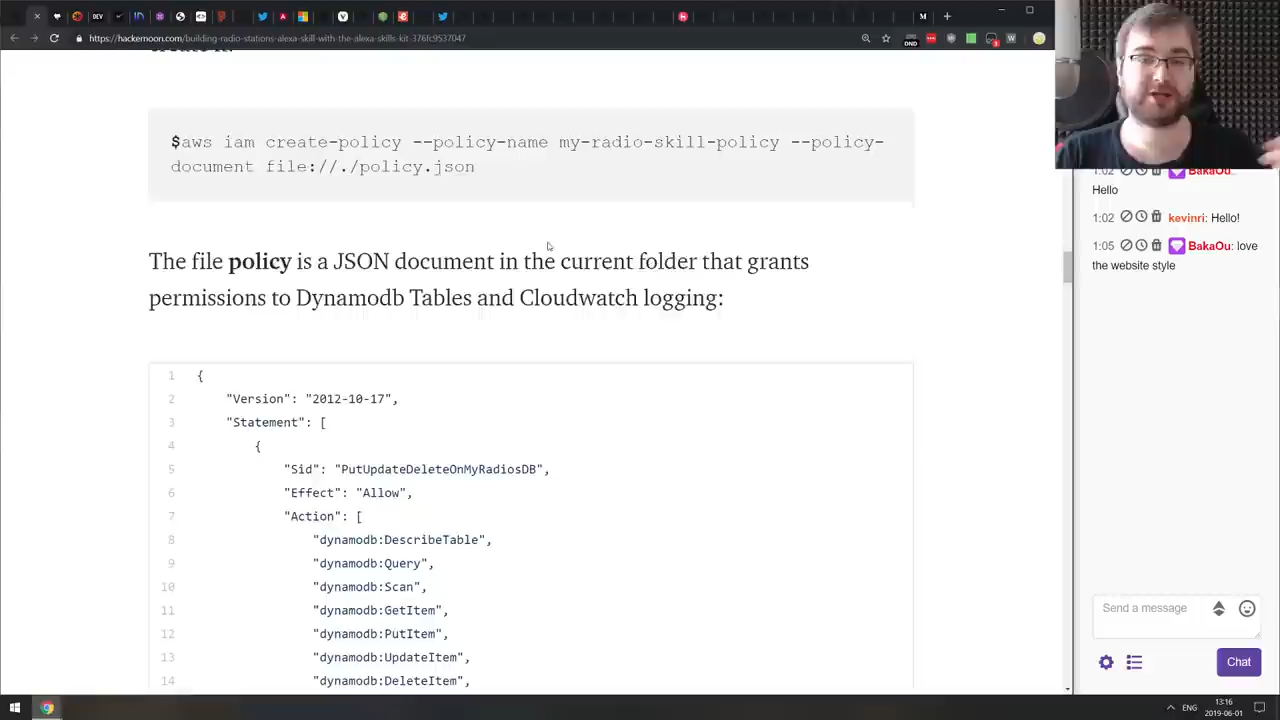 DEV
M
https://hackernoon.com/building-radio-stations-alexa-skill-with-the-alexa-skills-kit-376fc9537047
DND
create it:
$aws iam create-policy --policy-name my-radio-skill-policy --policy-
document file://./policy.json
The file policy is a JSON document in the current folder that grants
permissions to Dynamodb Tables and Cloudwatch logging:
1 {
2 "Version": "2012-10-17",
3 "Statement": [
4 {
5 "Sid": "PutUpdateDeleteOnMyRadiosDB",
6 "Effect": "Allow",
7 "Action": [
8 "dynamodb:DescribeTable",
9 "dynamodb:Query",
10 "dynamodb:Scan",
11 "dynamodb:GetItem",
12 "dynamodb:PutItem",
13 "dynamodb:UpdateItem",
14 "dynamodb:DeleteItem",
1:02 BakaOu:
Hello
1:02 kevinri: Hello!
1:05 BakaOu: love
the website style
Send a message
Chat
ENG
13:16
2019-06-01